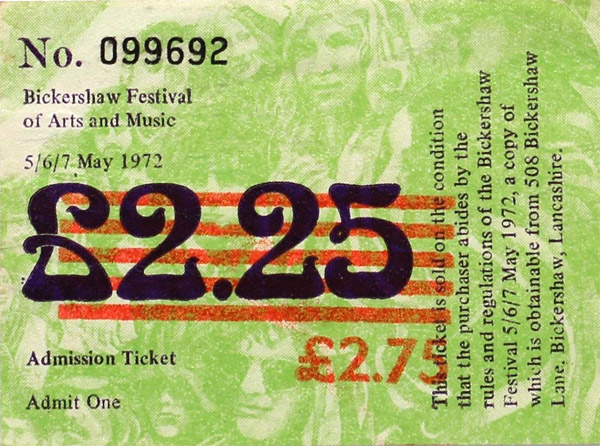 No. 099692
Bickershaw Festival
of Arts and Music
5/6/7 May 1972
£2.25
£2.75
Admission Ticket
Admit One
This ticket is sold on the condition
that the purchaser abides by the
rules and regulations of the Bickershaw
Festival 5/6/7 May 1972, a copy of
which is obtainable from 508 Bickershaw
Lane, Bickershaw, Lancashire.